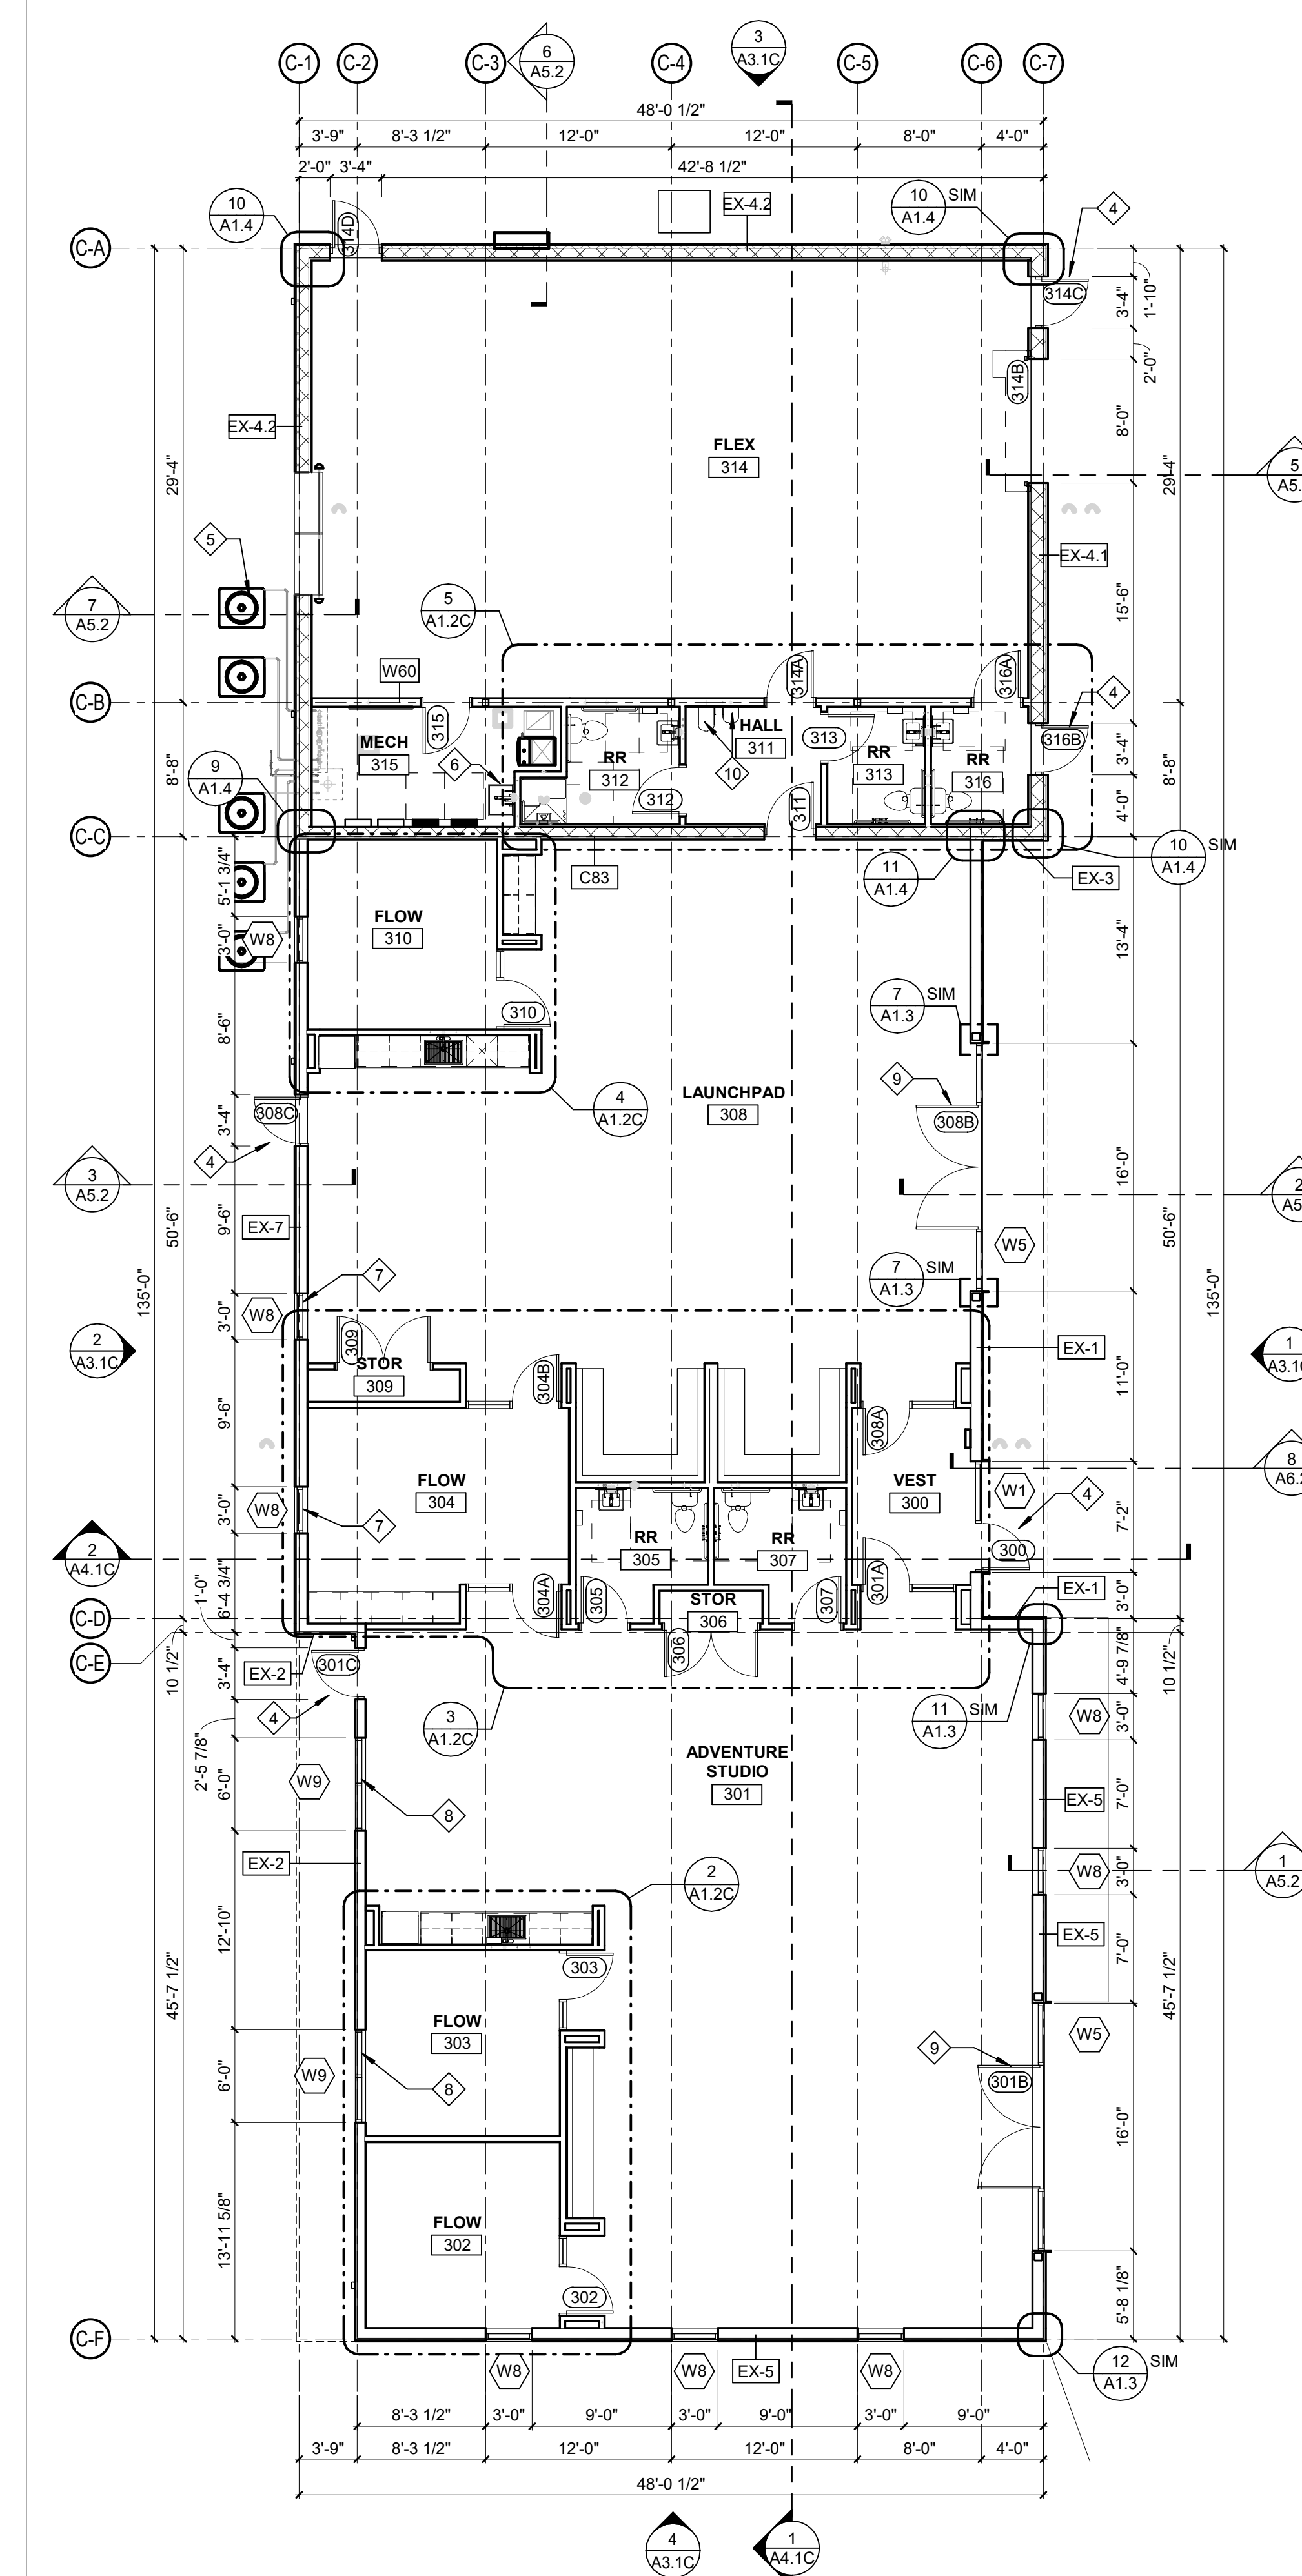 C-1
C-2
C-3
6
A5.2
C-4
3
A3.1C
C-5
C-6
C-7
48'-0 1/2"
3'-9"
8'-3 1/2"
12'-0"
12'-0"
8'-0"
4'-0"
2'-0"
3'-4"
42'-8 1/2"
10
A1.4
314D
EX-4.2
10
A1.4
SIM
4
C-A
314C
3'-4"
1'-10"
2'-0"
314B
8'-0"
EX-4.2
29'-4"
FLEX
314
29'-4"
5
A5.
5
EX-4.1
15'-6"
7
A5.2
5
A1.2C
W60
314A
316A
C-B
4
315
MECH
315
HALL
311
313
316B
3'-4"
8'-8"
8'-8"
9
A1.4
6
RR
312
10
RR
313
RR
316
312
311
4'-0"
C-C
5'-1 3/4"
C83
11
A1.4
EX-3
10
A1.4
SIM
FLOW
310
3'-0"
W8
13'-4"
310
7
A1.3
SIM
8'-6"
LAUNCHPAD
308
9
308B
4
A1.2C
308C
3'-4"
4
3
A5.2
16'-0"
2
A5
EX-7
9'-6"
50'-6"
50'-6"
W5
7
7
A1.3
SIM
135'-0"
135'-0"
3'-0"
W8
2
A3.1C
309
STOR
309
304B
EX-1
11'-0"
1
A3.1C
9'-6"
308A
FLOW
304
VEST
300
8
A6.2
3'-0"
W8
7
W1
4
7'-2"
RR
305
RR
307
300
2
A4.1C
1'-0"
6'-4 3/4"
304A
305
STOR
306
307
301A
EX-1
3'-0"
C-D
C-E
306
10 1/2"
10 1/2"
EX-2
301C
3'-4"
4
4'-9 7/8"
3
A1.2C
11
A1.3
SIM
W8
3'-0"
2'-5 7/8"
ADVENTURE
STUDIO
301
6'-0"
W9
8
EX-5
7'-0"
EX-2
2
A1.2C
W8
3'-0"
1
A5.2
12'-10"
EX-5
7'-0"
303
45'-7 1/2"
45'-7 1/2"
FLOW
303
W5
9
301B
6'-0"
W9
8
16'-0"
FLOW
302
13'-11 5/8"
302
5'-8 1/8"
C-F
W8
W8
EX-5
W8
12
A1.3
SIM
8'-3 1/2"
3'-0"
9'-0"
3'-0"
9'-0"
3'-0"
9'-0"
3'-9"
8'-3 1/2"
12'-0"
12'-0"
8'-0"
4'-0"
48'-0 1/2"
4
A3.1C
1
A4.1C